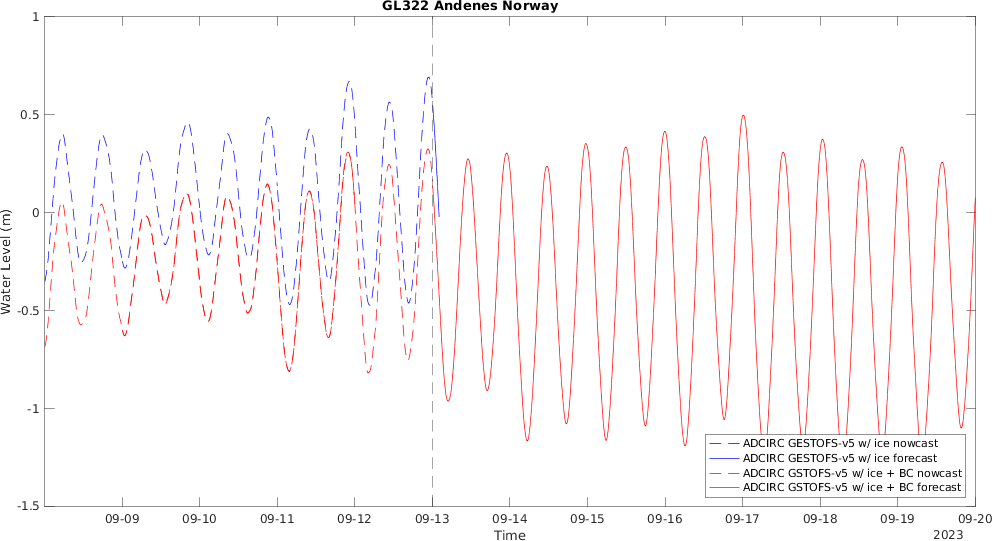 GL322 Andenes Norway
1
0.5
0
-0.5
-1
-1.5
Water Level (m)
ADCIRC GESTOFS-v5 w/ ice nowcast
ADCIRC GESTOFS-v5 w/ ice forecast
ADCIRC GSTOFS-v5 w/ ice + BC nowcast
ADCIRC GSTOFS-v5 w/ ice + BC forecast
09-09 09-10 09-11 09-12 09-13 09-14 09-15 09-16 09-17 09-18 09-19 09-20
Time
2023